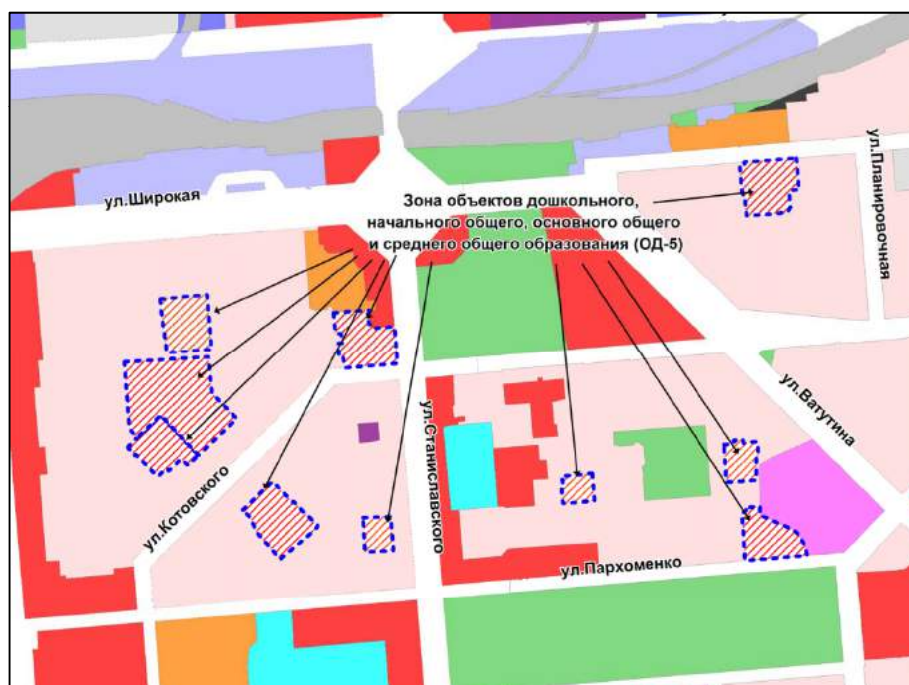 ул.Широкая
Зона объектов дошкольного,
начального общего, основного общего
и среднего общего образования (ОД-5)
ул.Планировочная
ул.Котовского
ул.Станиславского
ул.Ватутина
ул.Пархоменко